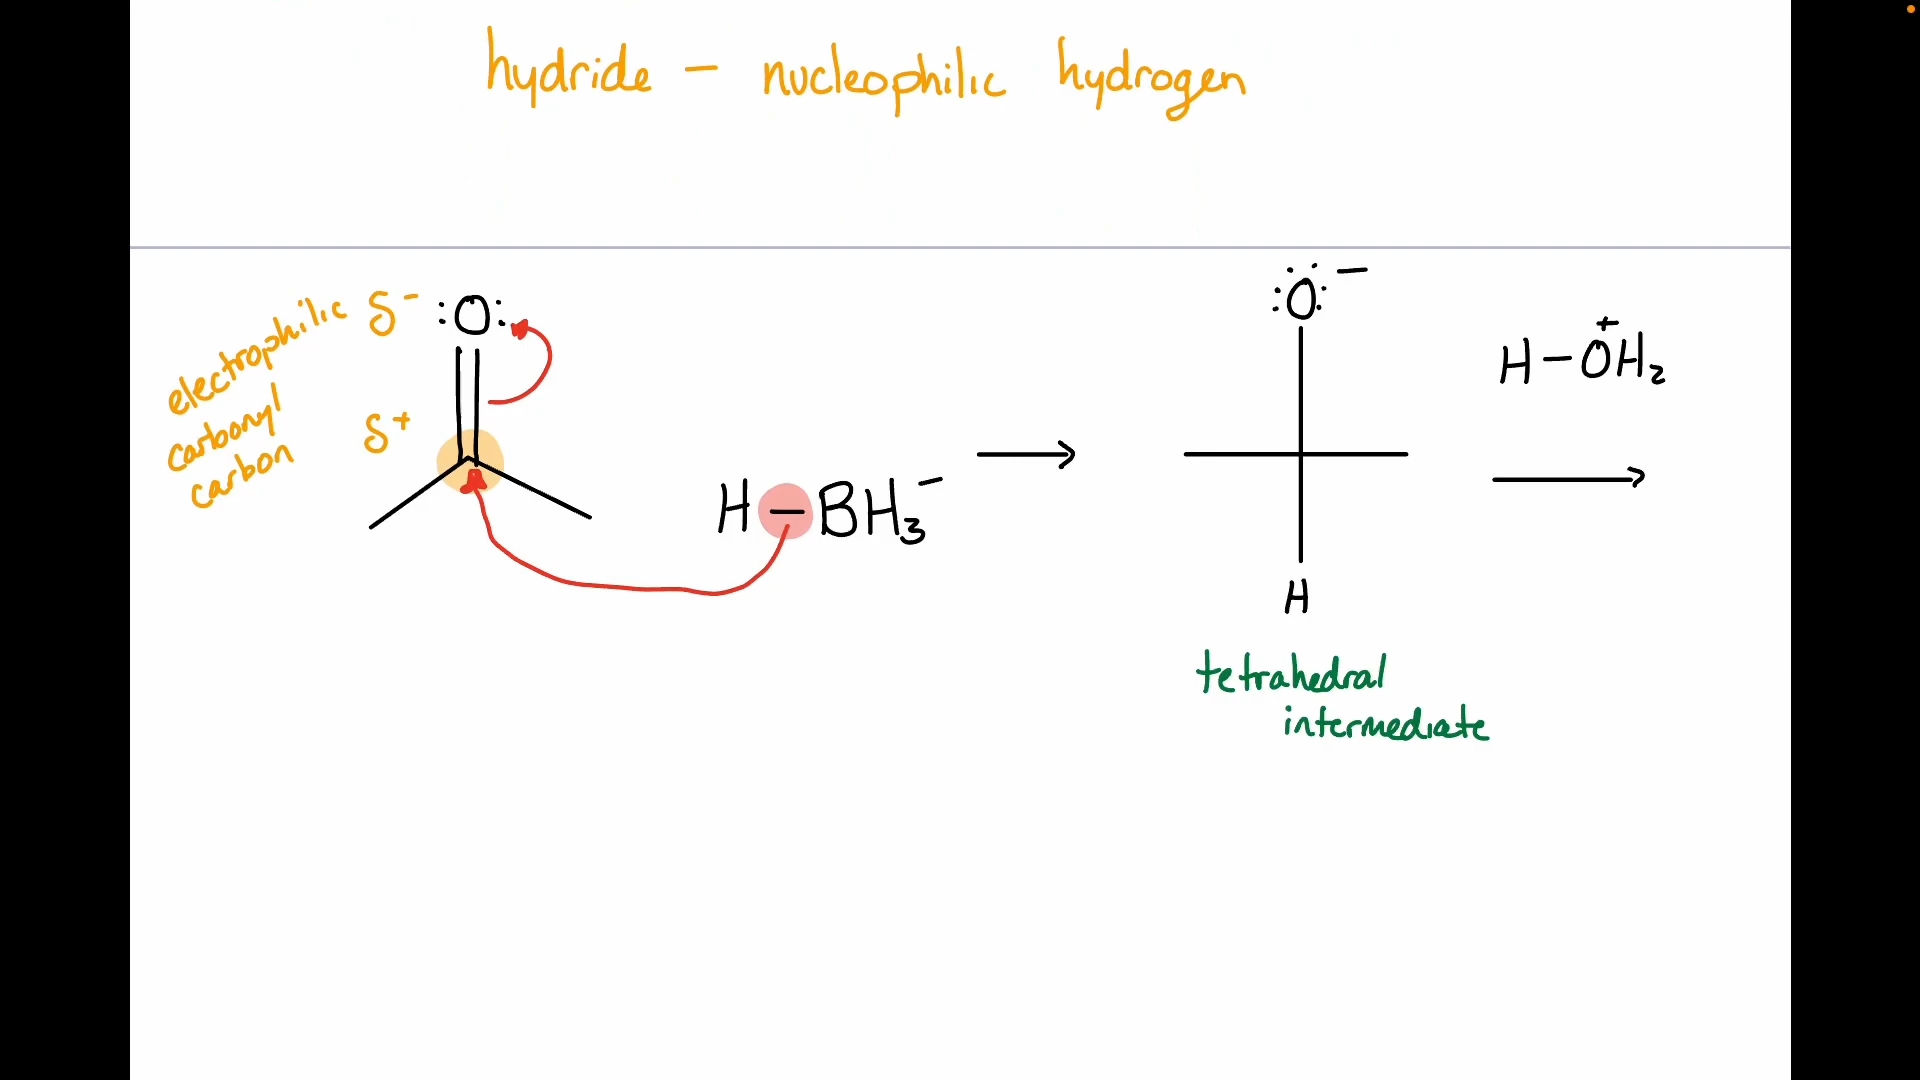 hydride – nucleophilic hydrogen
electrophilic
carbonyl
carbon
δ⁻
:O:
δ⁺
H–BH₃⁻
:O:⁻
H
H–OH₂⁺
tetrahedral
intermediate